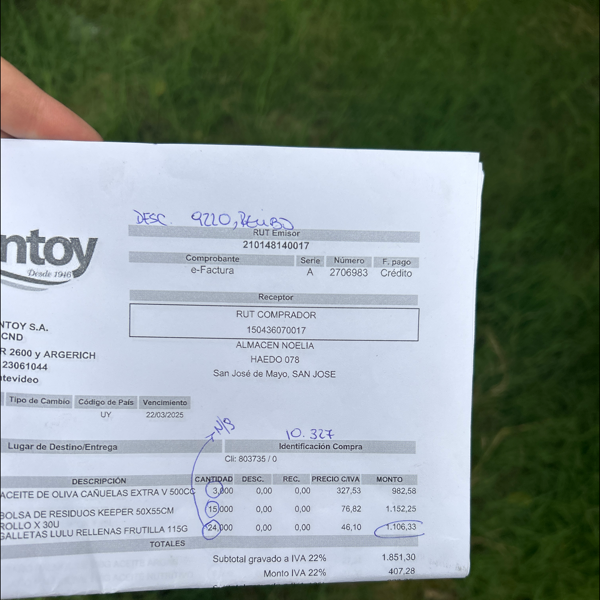 DESC. 9220, RECIBO
RUT Emisor
210148140017
ntoy
Desde 1946
Comprobante Serie Número F. pago
e-Factura A 2706983 Crédito
Receptor
RUT COMPRADOR
150436070017
ALMACEN NOELIA
HAEDO 078
San José de Mayo, SAN JOSE
NTOY S.A.
CND
R 2600 y ARGERICH
23061044
ntevideo
Tipo de Cambio Código de País Vencimiento
UY 22/03/2025
N/S
10.327
Lugar de Destino/Entrega Identificación Compra
Cli: 803735 / 0
DESCRIPCIÓN CANTIDAD DESC. REC. PRECIO C/IVA MONTO
ACEITE DE OLIVA CAÑUELAS EXTRA V 500CC 3,000 0,00 0,00 327,53 982,58
BOLSA DE RESIDUOS KEEPER 50X55CM 15,000 0,00 0,00 76,82 1.152,25
ROLLO X 30U
GALLETAS LULU RELLENAS FRUTILLA 115G 24,000 0,00 0,00 46,10 1.106,33
TOTALES
Subtotal gravado a IVA 22% 1.851,30
Monto IVA 22% 407,28